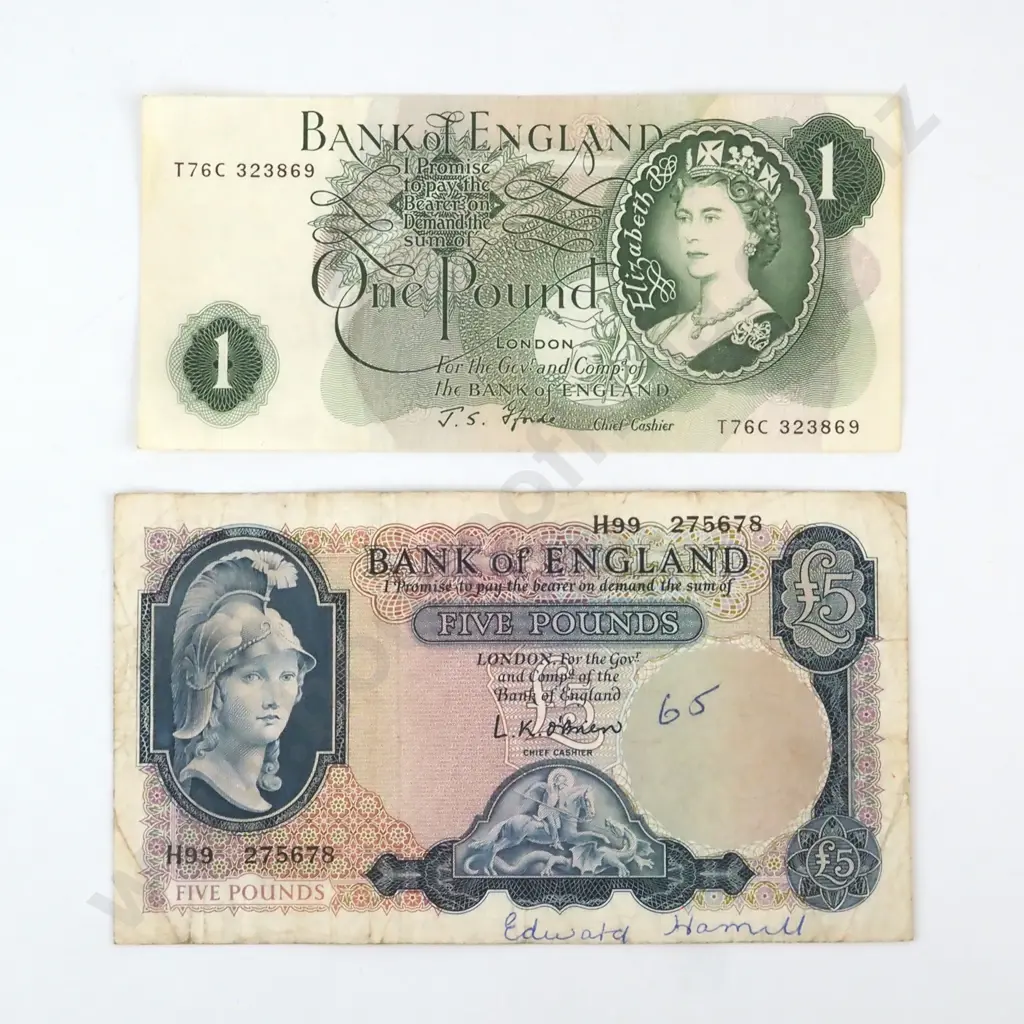 BANK of ENGLAND
T76C 323869
I Promise
to pay the
Bearer on
Demand the
sum of
One Pound
Elizabeth R
1
1
LONDON
For the Govr. and Compa. of
the BANK of ENGLAND
Chief Cashier
T76C 323869
H99 275678
BANK of ENGLAND
I Promise to pay the bearer on demand the sum of
£5
FIVE POUNDS
LONDON, For the Govr.
and Compa. of the
Bank of England
£5
65
L.K. O'Brien
CHIEF CASHIER
H99 275678
£5
FIVE POUNDS
Edward Hamill